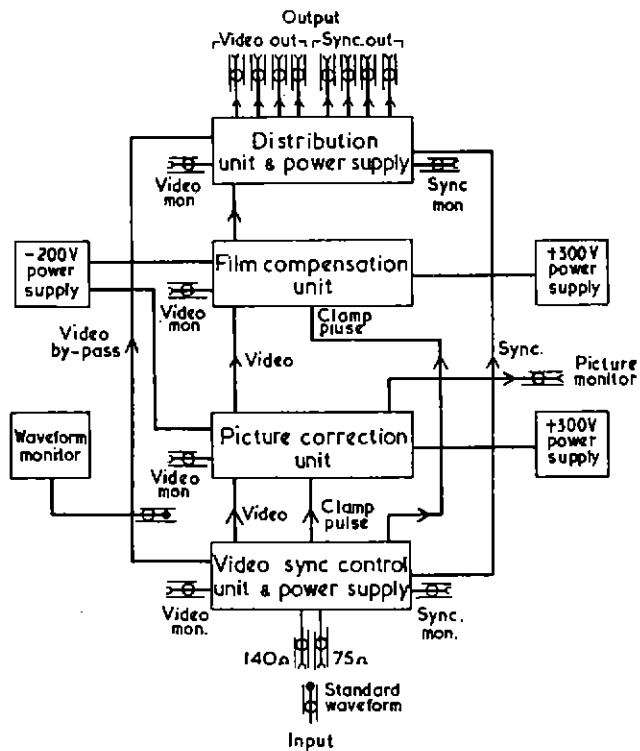 Output
Video out
Sync.out
Distribution
unit & power supply
Video
mon
Sync
mon
-200V
power
supply
Film compensation
unit
+300V
power
supply
Video
mon
Clamp
pluse
Video
by-pass
Video
Sync.
Picture
monitor
Waveform
monitor
Picture correction
unit
+300V
power
supply
Video
mon
Video
Clamp
pulse
Video sync control
unit & power supply
Video
mon.
Sync.
mon.
140Ω
75Ω
Standard
waveform
Input